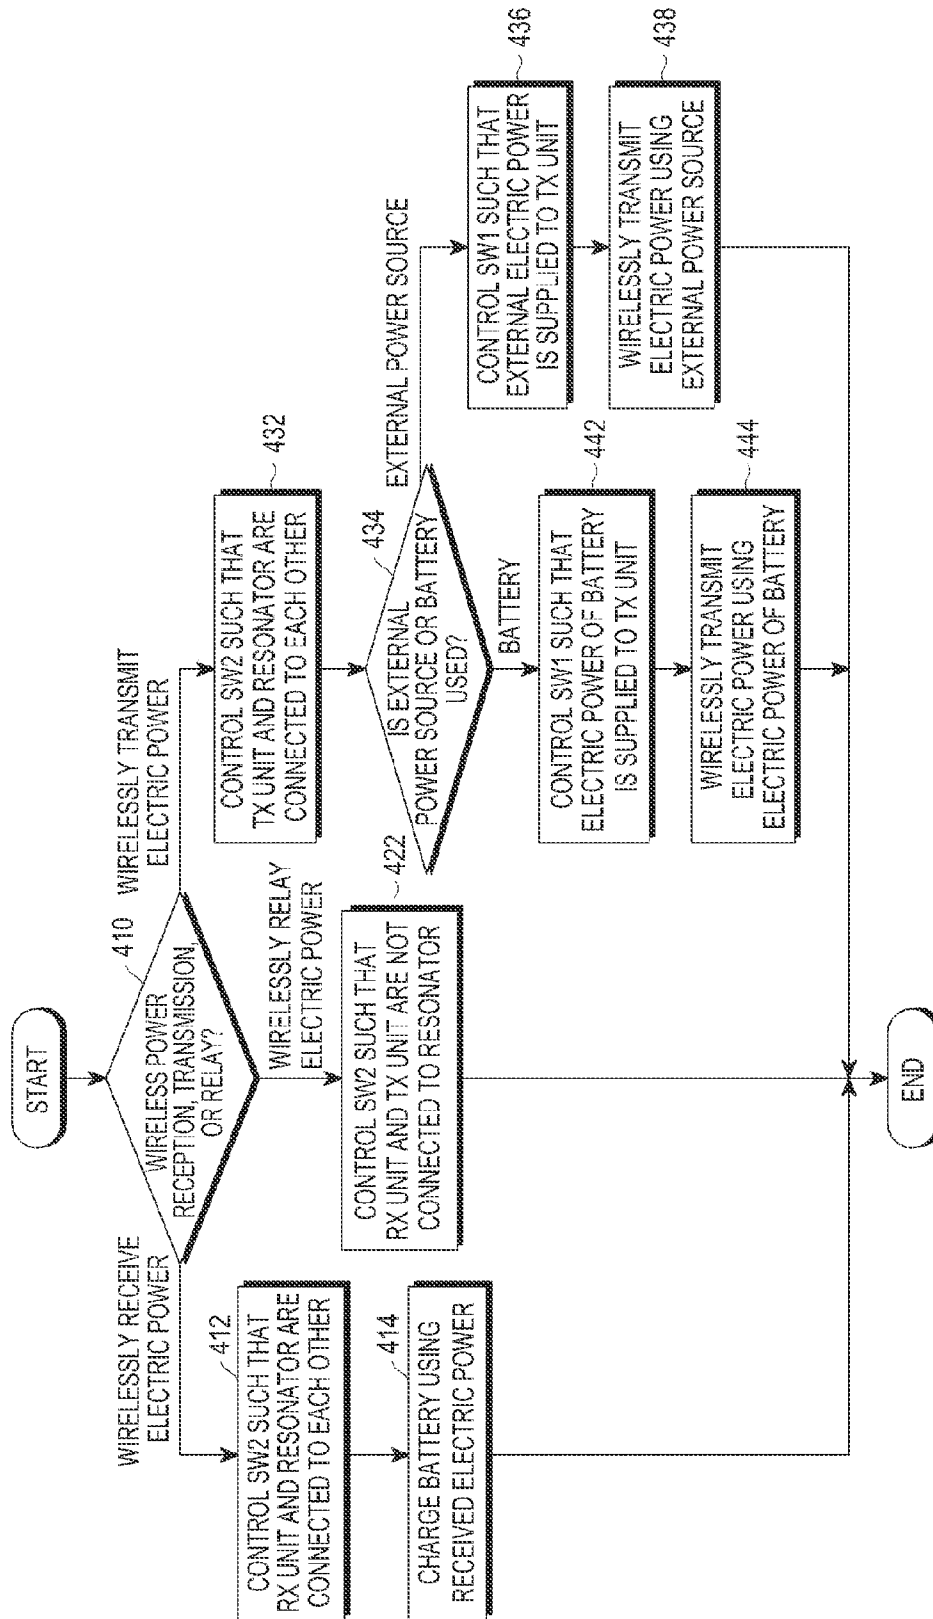 START
410
WIRELESS POWER
RECEPTION, TRANSMISSION,
OR RELAY?
WIRELESSLY RECEIVE
ELECTRIC POWER
412
CONTROL SW2 SUCH THAT
RX UNIT AND RESONATOR ARE
CONNECTED TO EACH OTHER
414
CHARGE BATTERY USING
RECEIVED ELECTRIC POWER
WIRELESSLY RELAY
ELECTRIC POWER
422
CONTROL SW2 SUCH THAT
RX UNIT AND TX UNIT ARE NOT
CONNECTED TO RESONATOR
WIRELESSLY TRANSMIT
ELECTRIC POWER
432
CONTROL SW2 SUCH THAT
TX UNIT AND RESONATOR ARE
CONNECTED TO EACH OTHER
434
IS EXTERNAL
POWER SOURCE OR BATTERY
USED?
BATTERY
442
CONTROL SW1 SUCH THAT
ELECTRIC POWER OF BATTERY
IS SUPPLIED TO TX UNIT
444
WIRELESSLY TRANSMIT
ELECTRIC POWER USING
ELECTRIC POWER OF BATTERY
EXTERNAL POWER SOURCE
436
CONTROL SW1 SUCH THAT
EXTERNAL ELECTRIC POWER
IS SUPPLIED TO TX UNIT
438
WIRELESSLY TRANSMIT
ELECTRIC POWER USING
EXTERNAL POWER SOURCE
END